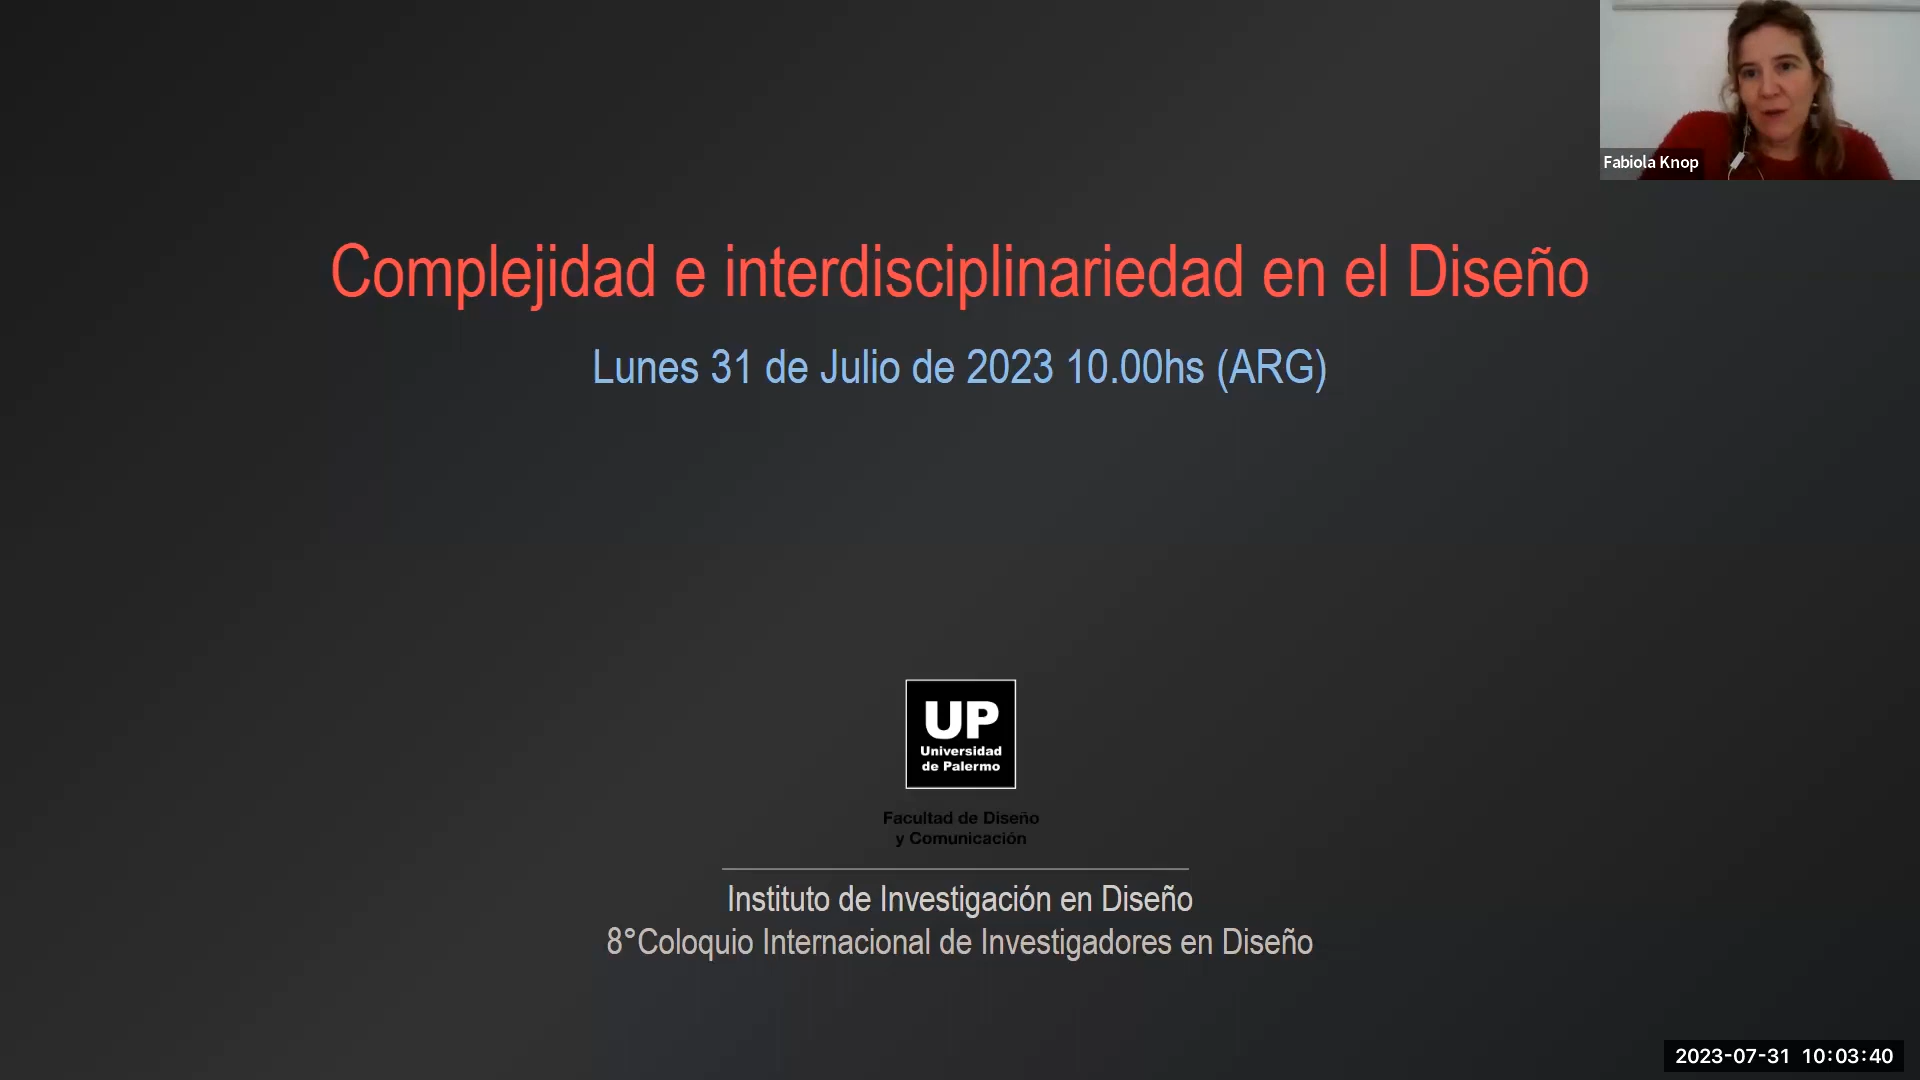 Fabiola Knop
Complejidad e interdisciplinariedad en el Diseño
Lunes 31 de Julio de 2023 10.00hs (ARG)
UP
Universidad
de Palermo
Facultad de Diseño
y Comunicación
Instituto de Investigación en Diseño
8°Coloquio Internacional de Investigadores en Diseño
2023-07-31 10:03:40